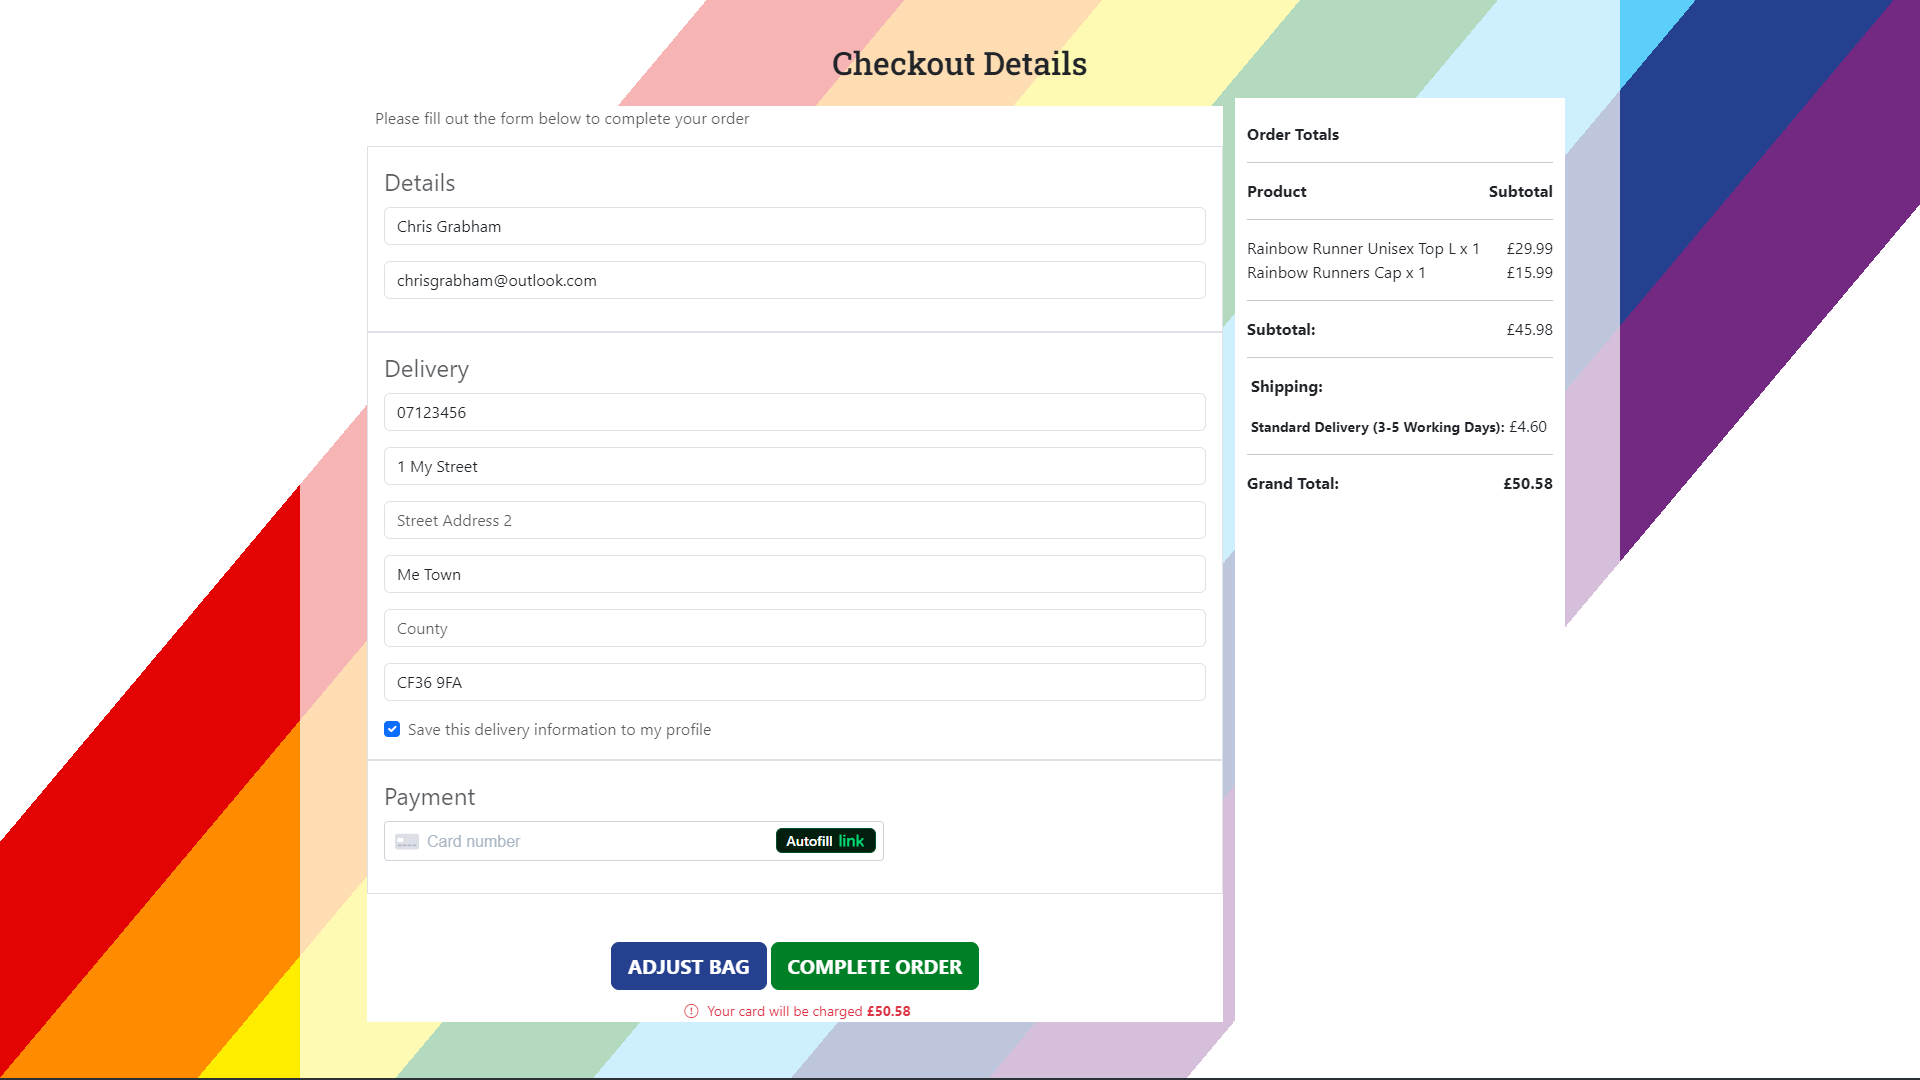 Checkout Details
Please fill out the form below to complete your order
Details
Chris Grabham
chrisgrabham@outlook.com
Delivery
07123456
1 My Street
Street Address 2
Me Town
County
CF36 9FA
Save this delivery information to my profile
Payment
Card number
Autofill link
ADJUST BAG
COMPLETE ORDER
Your card will be charged £50.58
Order Totals
Product Subtotal
Rainbow Runner Unisex Top L x 1 £29.99
Rainbow Runners Cap x 1 £15.99
Subtotal: £45.98
Shipping:
Standard Delivery (3-5 Working Days): £4.60
Grand Total: £50.58